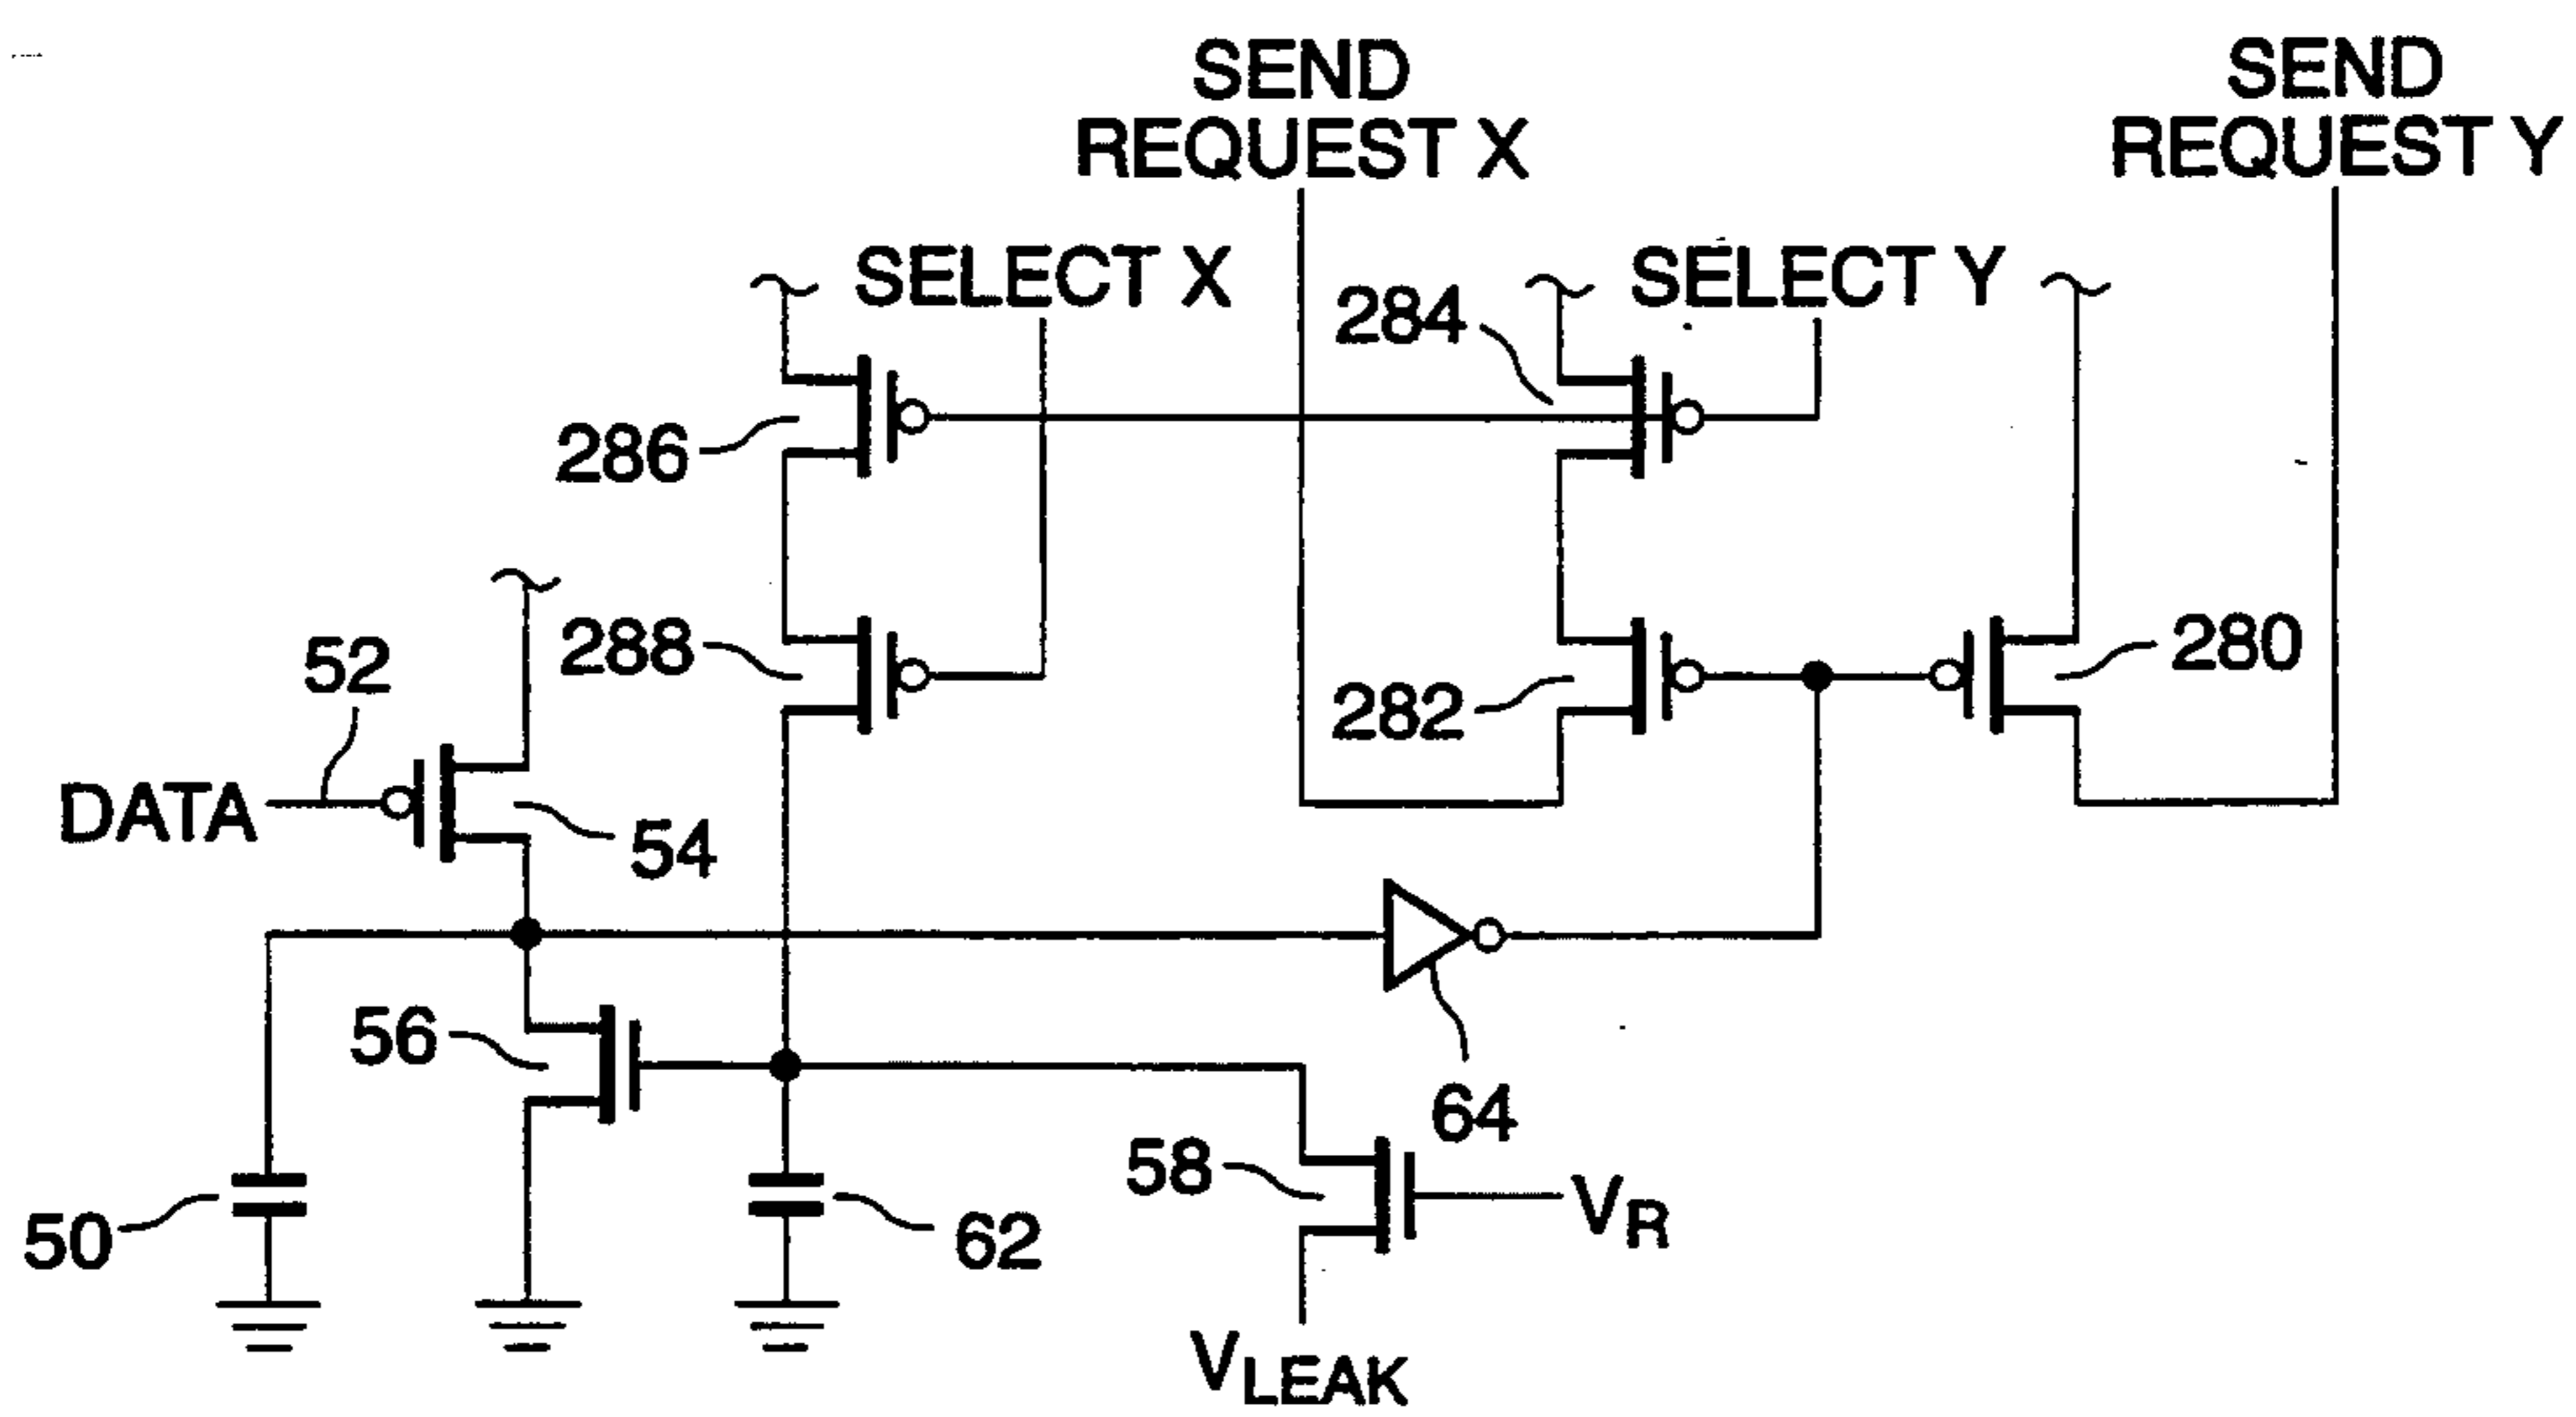 SEND
REQUEST X
SEND
REQUEST Y
SELECT X
SELECT Y
284
286
288
282
280
52
DATA
54
56
64
50
62
58
VR
VLEAK